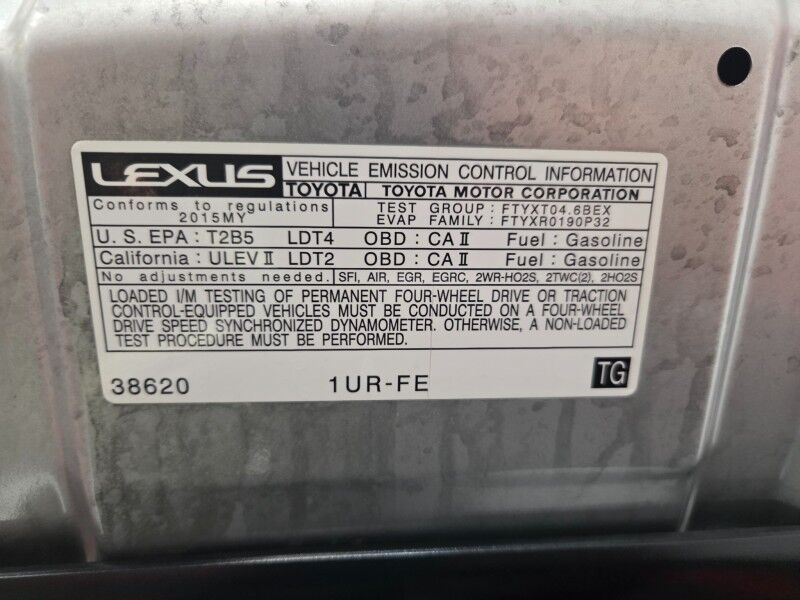 LEXUS VEHICLE EMISSION CONTROL INFORMATION
TOYOTA TOYOTA MOTOR CORPORATION
Conforms to regulations TEST GROUP : FTYXT04.6BEX
2015MY EVAP FAMILY : FTYXR0190P32
U.S. EPA : T2B5 LDT4 OBD : CA II Fuel : Gasoline
California : ULEV II LDT2 OBD : CA II Fuel : Gasoline
No adjustments needed. SFI, AIR, EGR, EGRC, 2WR-HO2S, 2TWC(2), 2HO2S
LOADED I/M TESTING OF PERMANENT FOUR-WHEEL DRIVE OR TRACTION
CONTROL-EQUIPPED VEHICLES MUST BE CONDUCTED ON A FOUR-WHEEL
DRIVE SPEED SYNCHRONIZED DYNAMOMETER. OTHERWISE, A NON-LOADED
TEST PROCEDURE MUST BE PERFORMED.
38620 1UR-FE TG